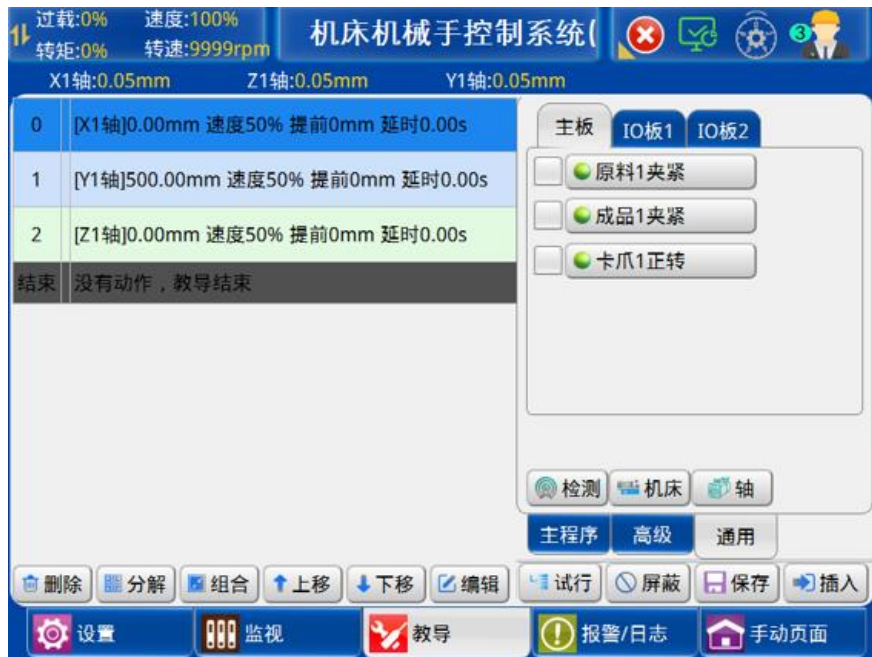 过载:0% 速度:100%
机床机械手控制系统(
3
转矩:0% 转速:9999rpm
X1轴:0.05mm Z1轴:0.05mm Y1轴:0.05mm
0 [X1轴]0.00mm 速度50% 提前0mm 延时0.00s
1 [Y1轴]500.00mm 速度50% 提前0mm 延时0.00s
2 [Z1轴]0.00mm 速度50% 提前0mm 延时0.00s
结束 没有动作，教导结束
主板 IO板1 IO板2
原料1夹紧
成品1夹紧
卡爪1正转
检测 机床 轴
主程序 高级 通用
删除 分解 组合 上移 下移 编辑 试行 屏蔽 保存 插入
设置 监视 教导 报警/日志 手动页面